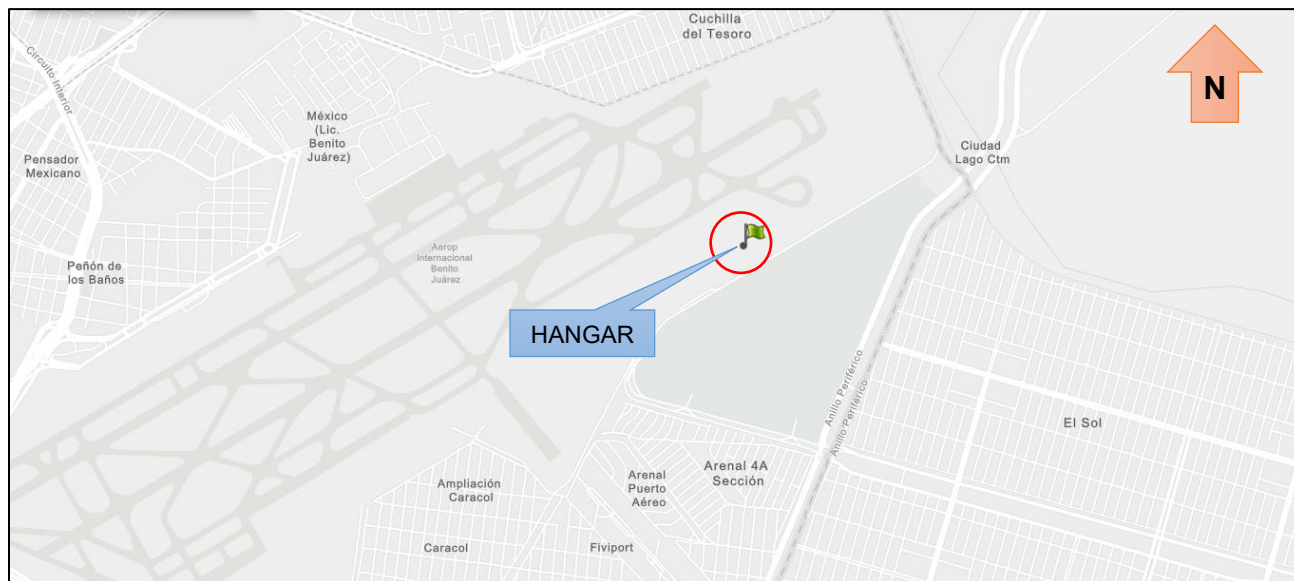 Cuchilla
del Tesoro
N
Circuito Interior
México
(Lic.
Benito
Juárez)
Ciudad
Lago Ctm
Pensador
Mexicano
Aerop
Internacional
Benito
Juárez
Peñón de
los Baños
HANGAR
Anillo Periférico
Anillo Periférico
El Sol
Arenal 4A
Sección
Arenal
Puerto
Aéreo
Ampliación
Caracol
Caracol
Fiviport